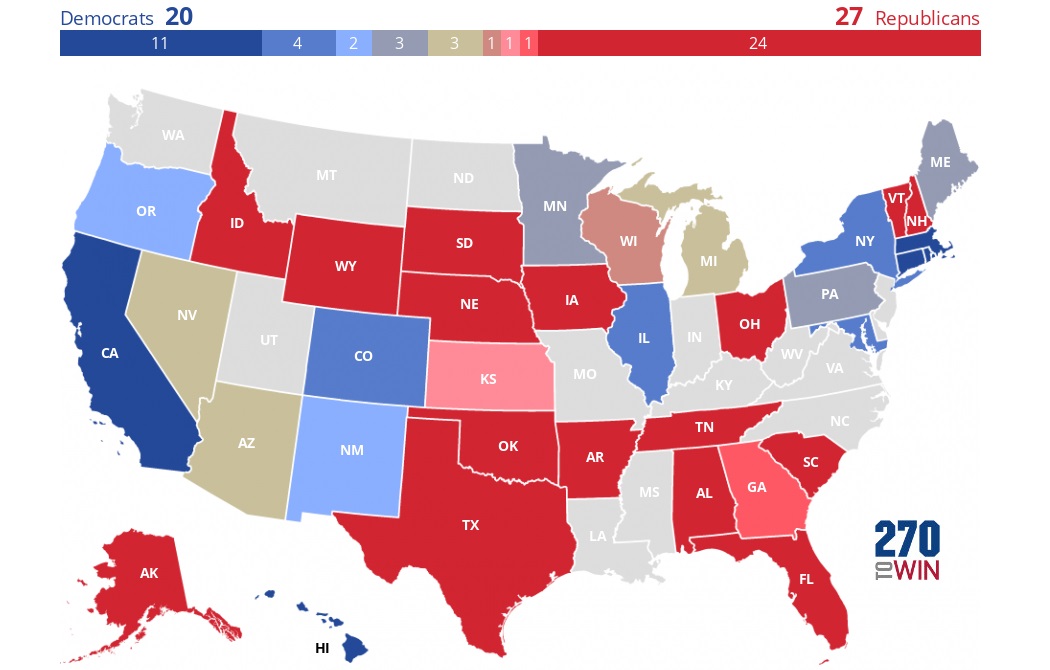 Democrats 20
27 Republicans
11 4 2 3 3 1 1 1 24
WA
MT
ND
MN
ME
OR
ID
SD
WI
VT
NH
NY
MI
WY
NE
IA
PA
NV
UT
CO
IL
IN
OH
CA
KS
MO
WV
VA
KY
AZ
NM
OK
AR
TN
NC
SC
MS
AL
GA
TX
LA
FL
270
TO WIN
AK
HI